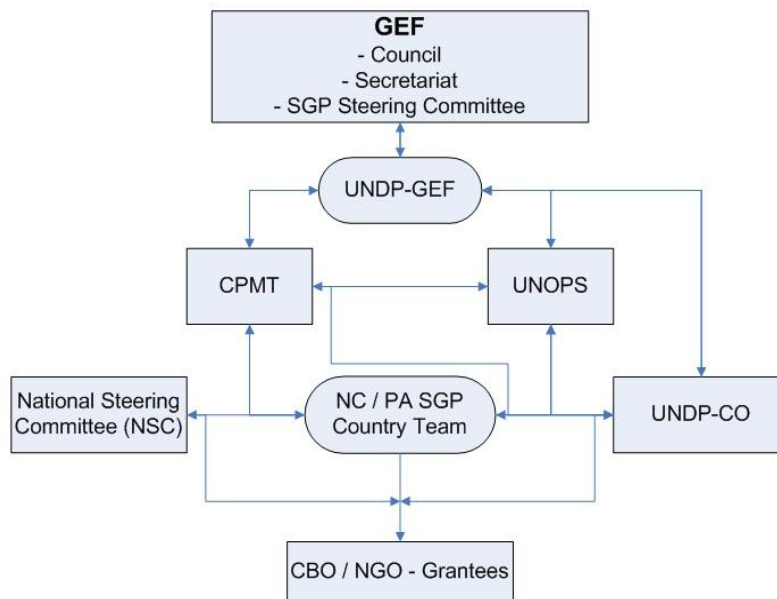 GEF
- Council
- Secretariat
- SGP Steering Committee
UNDP-GEF
CPMT
UNOPS
National Steering
Committee (NSC)
NC / PA SGP
Country Team
UNDP-CO
CBO / NGO - Grantees